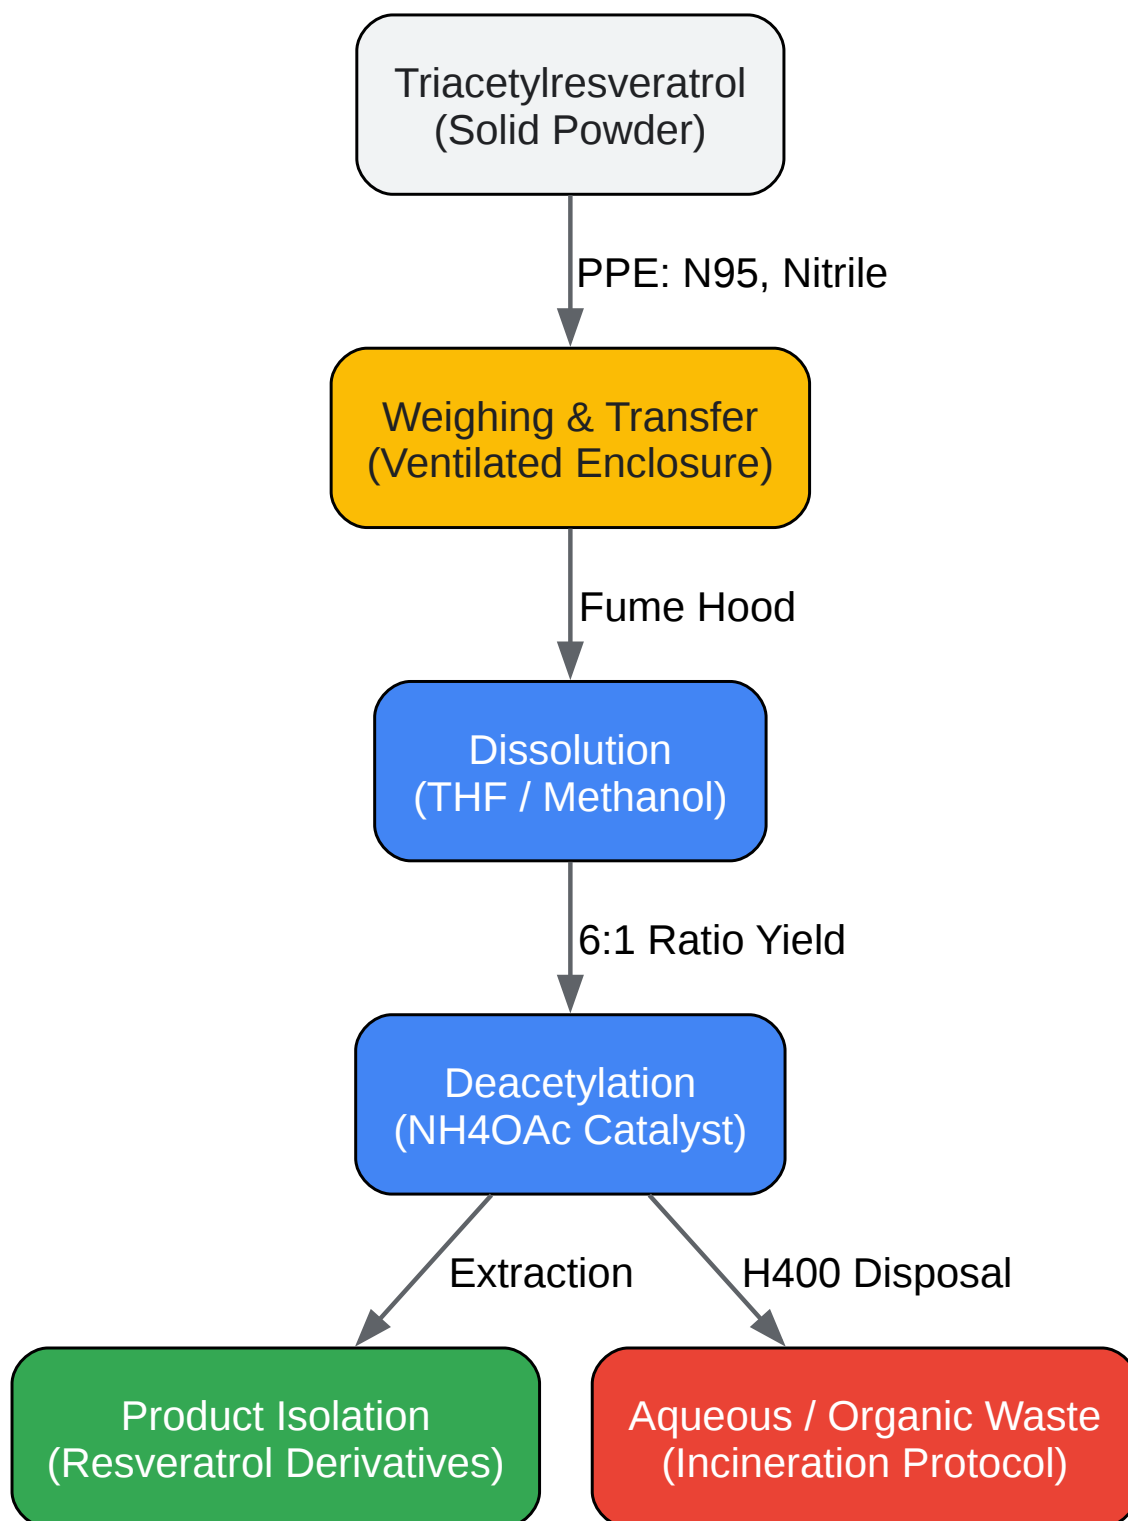 Triacetylresveratrol
(Solid Powder)
PPE: N95, Nitrile
Weighing & Transfer
(Ventilated Enclosure)
Fume Hood
Dissolution
(THF / Methanol)
6:1 Ratio Yield
Deacetylation
(NH4OAc Catalyst)
Extraction
H400 Disposal
Product Isolation
(Resveratrol Derivatives)
Aqueous / Organic Waste
(Incineration Protocol)